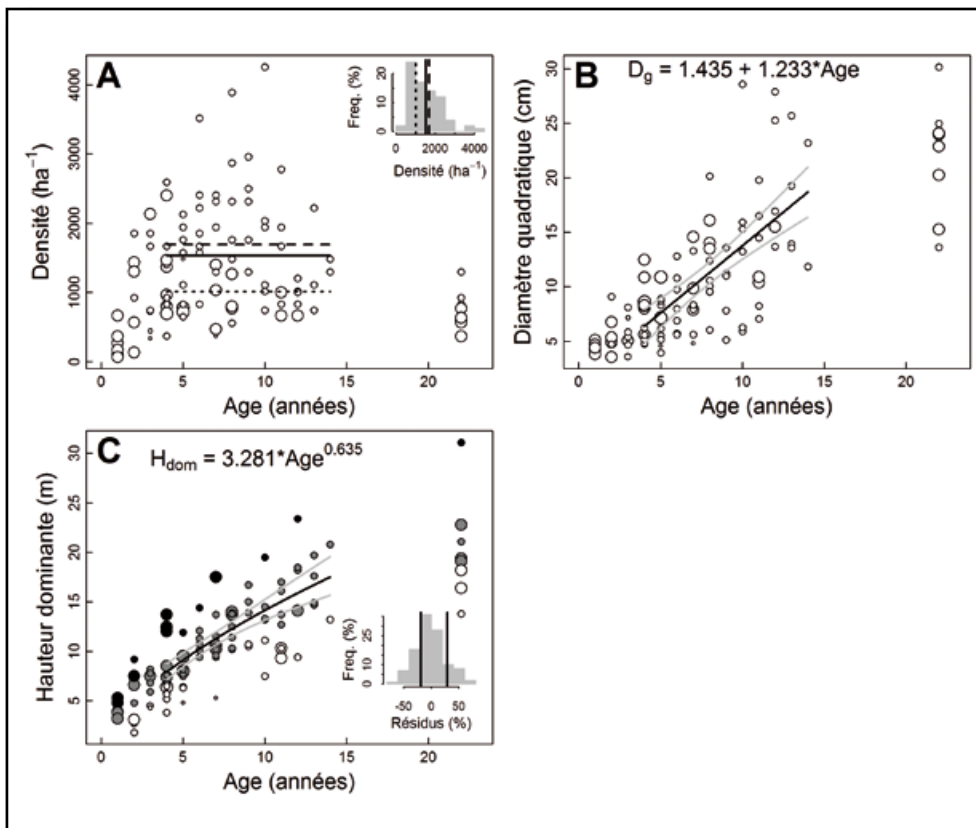 A
Densité (ha⁻¹)
0 1000 2000 3000 4000
0 5 10 15 20
Age (années)
Freq. (%)
0 10 20
0 2000 4000
Densité (ha⁻¹)
B
D_g = 1.435 + 1.233*Age
Diamètre quadratique (cm)
5 10 15 20 25 30
0 5 10 15 20
Age (années)
C
H_dom = 3.281*Age^0.635
Hauteur dominante (m)
5 10 15 20 25 30
0 5 10 15 20
Age (années)
Freq. (%)
0 10 25
-50 0 50
Résidus (%)